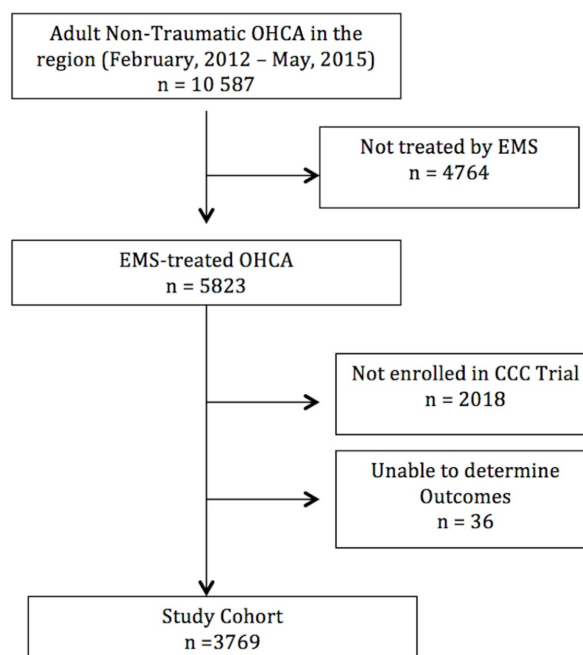 Adult Non-Traumatic OHCA in the
region (February, 2012 – May, 2015)
n = 10 587
Not treated by EMS
n = 4764
EMS-treated OHCA
n = 5823
Not enrolled in CCC Trial
n = 2018
Unable to determine
Outcomes
n = 36
Study Cohort
n =3769